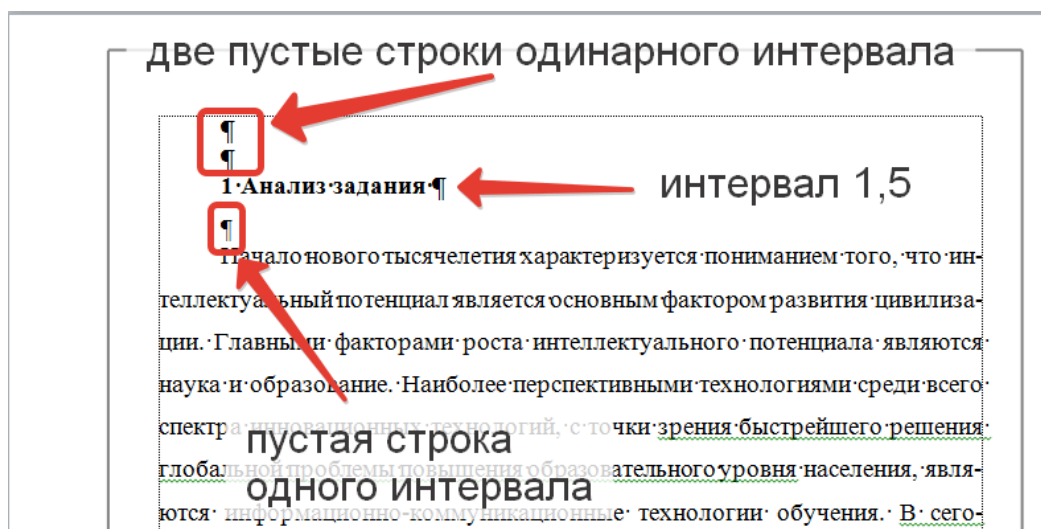 две пустые строки одинарного интервала
¶
¶
1·Анализ·задания·¶
интервал 1,5
¶
Начало·нового·тысячелетия·характеризуется·пониманием·того,·что·ин-
теллектуальный·потенциал·является·основным·фактором·развития·цивилиза-
ции.·Главными·факторами·роста·интеллектуального·потенциала·являются·
наука·и·образование.·Наиболее·перспективными·технологиями·среди·всего·
спектра·инновационных·технологий,·с·точки·зрения·быстрейшего·решения·
глобальной·проблемы·повышения·образовательного·уровня·населения,·явля-
ются·информационно-коммуникационные·технологии·обучения.·В·сего-
пустая строка
одного интервала